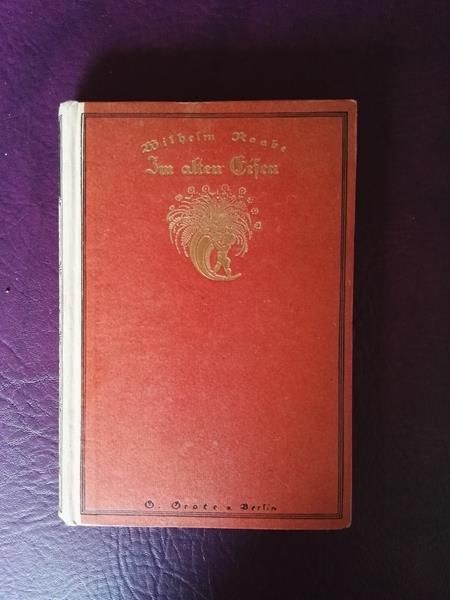 Wilhelm Raabe
Im alten Eisen
G. Grote • Berlin